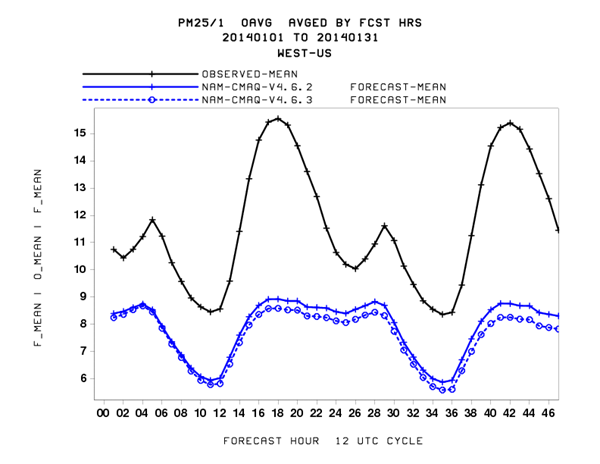 PM25/1 OAVG AVGED BY FCST HRS
20140101 TO 20140131
WEST-US
OBSERVED-MEAN
NAM-CMAQ-V4.6.2 FORECAST-MEAN
NAM-CMAQ-V4.6.3 FORECAST-MEAN
F_MEAN | O_MEAN | F_MEAN
15
14
13
12
11
10
9
8
7
6
00 02 04 06 08 10 12 14 16 18 20 22 24 26 28 30 32 34 36 38 40 42 44 46
FORECAST HOUR 12 UTC CYCLE